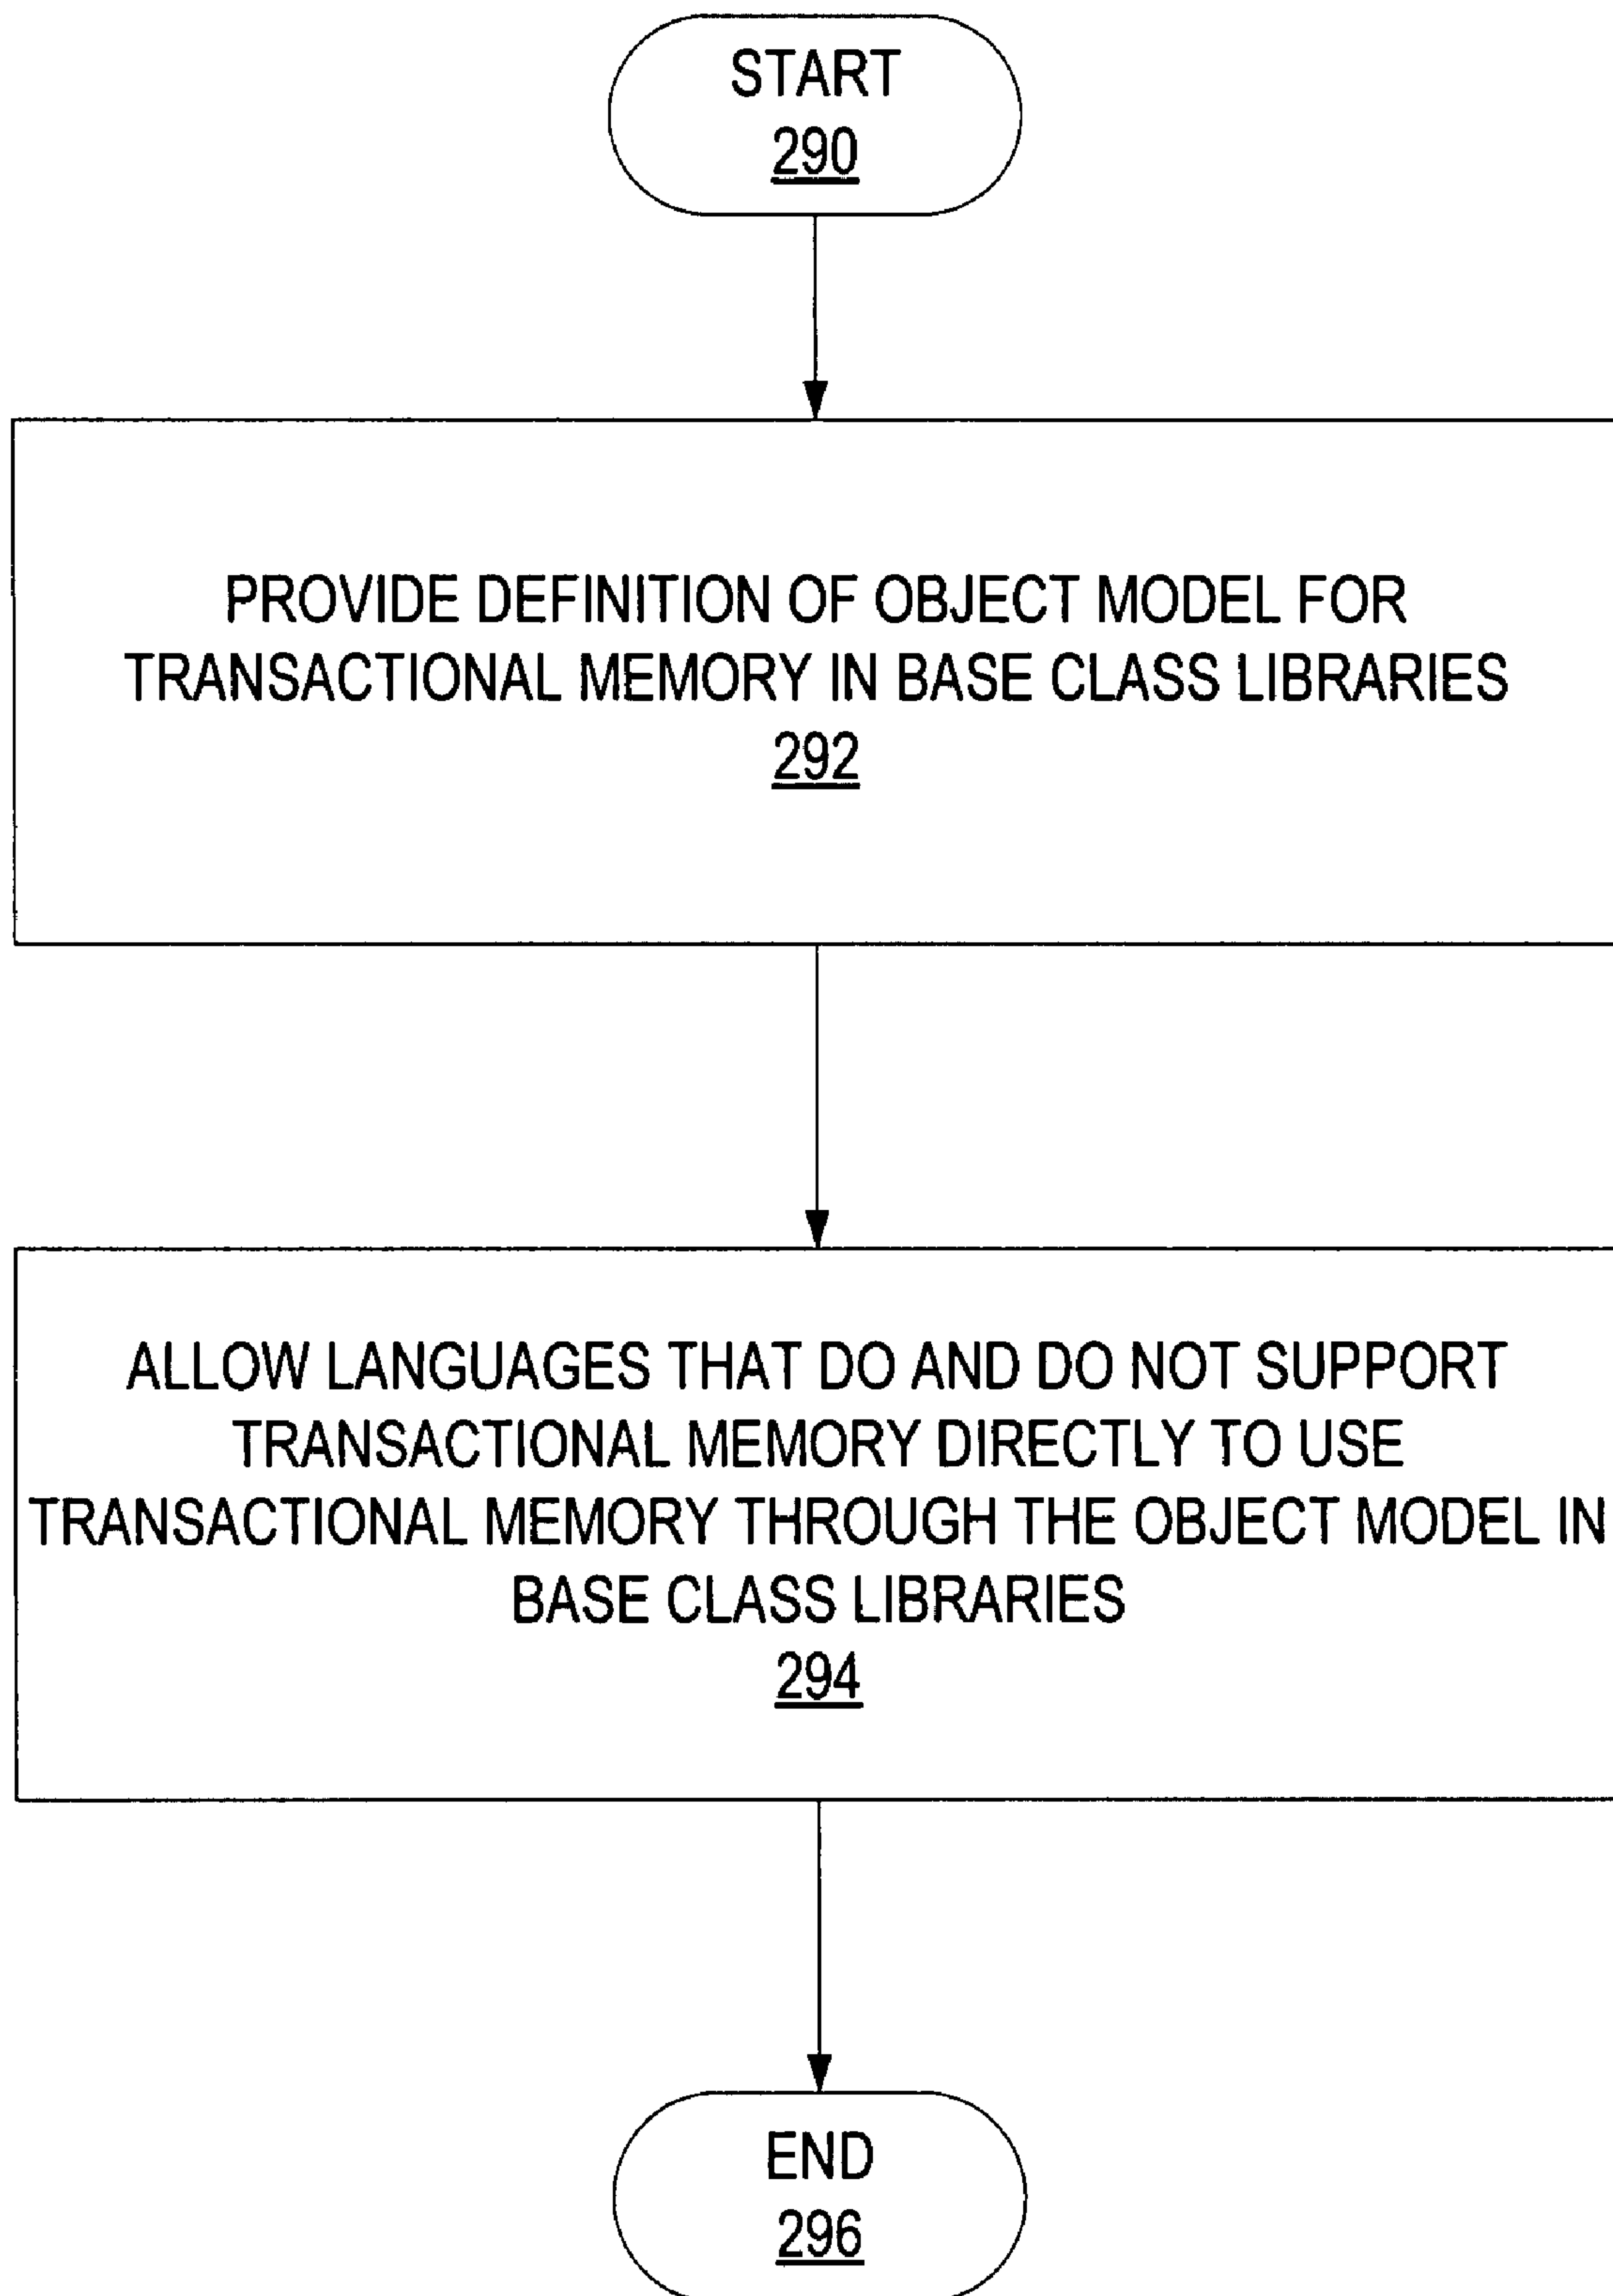 START
290
PROVIDE DEFINITION OF OBJECT MODEL FOR
TRANSACTIONAL MEMORY IN BASE CLASS LIBRARIES
292
ALLOW LANGUAGES THAT DO AND DO NOT SUPPORT
TRANSACTIONAL MEMORY DIRECTLY TO USE
TRANSACTIONAL MEMORY THROUGH THE OBJECT MODEL IN
BASE CLASS LIBRARIES
294
END
296